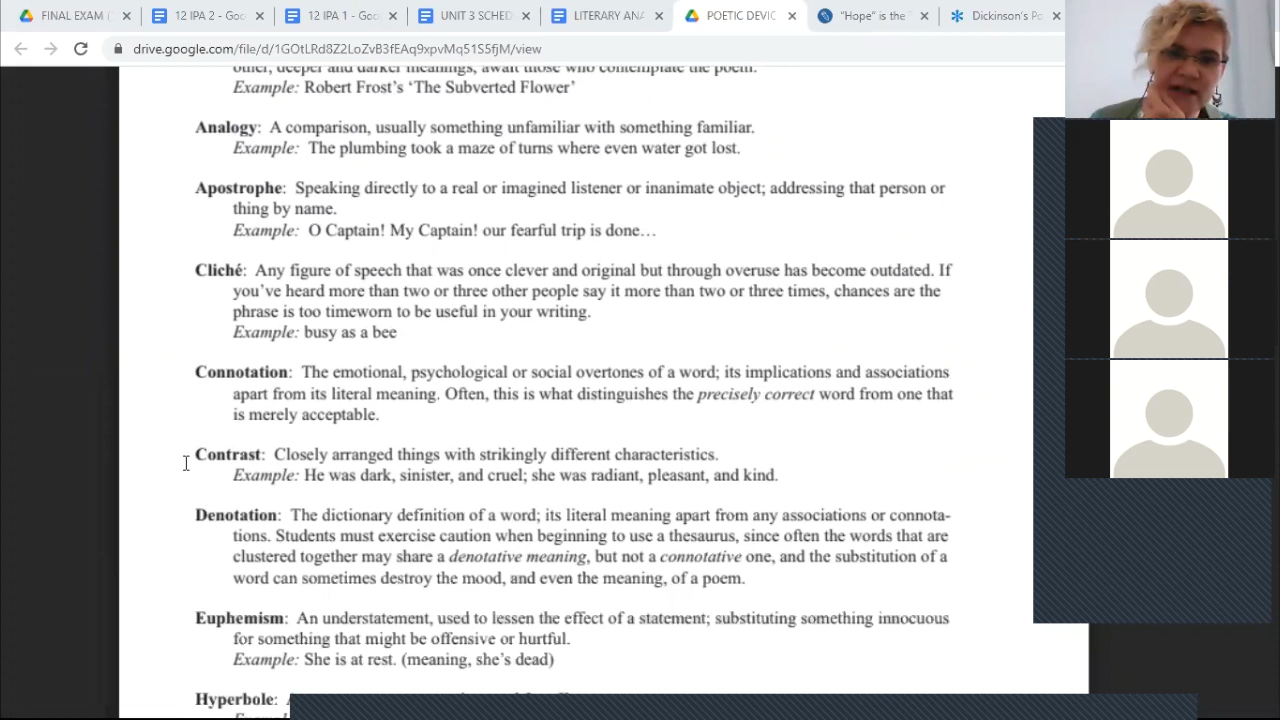 FINAL EXAM (
12 IPA 2 - Goo
12 IPA 1 - Goo
UNIT 3 SCHED
LITERARY ANA
POETIC DEVIC
"Hope" is the
Dickinson's Po
drive.google.com/file/d/1GOtLRd8Z2LoZvB3fEAq9xpvMq51S5fjM/view
other, deeper and darker meanings, await those who contemplate the poem.
Example: Robert Frost's 'The Subverted Flower'
Analogy: A comparison, usually something unfamiliar with something familiar.
Example: The plumbing took a maze of turns where even water got lost.
Apostrophe: Speaking directly to a real or imagined listener or inanimate object; addressing that person or
thing by name.
Example: O Captain! My Captain! our fearful trip is done…
Cliché: Any figure of speech that was once clever and original but through overuse has become outdated. If
you've heard more than two or three other people say it more than two or three times, chances are the
phrase is too timeworn to be useful in your writing.
Example: busy as a bee
Connotation: The emotional, psychological or social overtones of a word; its implications and associations
apart from its literal meaning. Often, this is what distinguishes the precisely correct word from one that
is merely acceptable.
Contrast: Closely arranged things with strikingly different characteristics.
Example: He was dark, sinister, and cruel; she was radiant, pleasant, and kind.
Denotation: The dictionary definition of a word; its literal meaning apart from any associations or connota-
tions. Students must exercise caution when beginning to use a thesaurus, since often the words that are
clustered together may share a denotative meaning, but not a connotative one, and the substitution of a
word can sometimes destroy the mood, and even the meaning, of a poem.
Euphemism: An understatement, used to lessen the effect of a statement; substituting something innocuous
for something that might be offensive or hurtful.
Example: She is at rest. (meaning, she's dead)
Hyperbole: